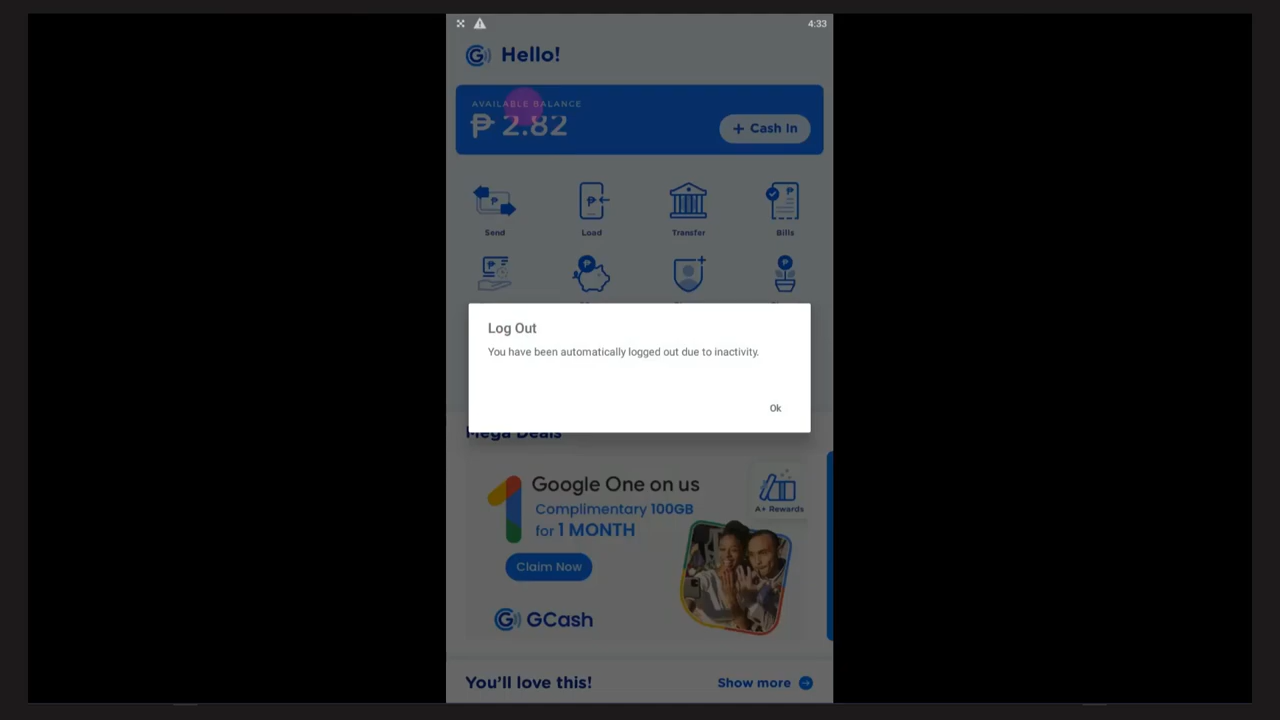 4:33
G Hello!
AVAILABLE BALANCE
₱ 2.82
+ Cash In
Send Load Transfer Bills
Log Out
You have been automatically logged out due to inactivity.
Ok
Mega Deals
1 Google One on us
Complimentary 100GB
for 1 MONTH
A+ Rewards
Claim Now
GCash
You'll love this!
Show more